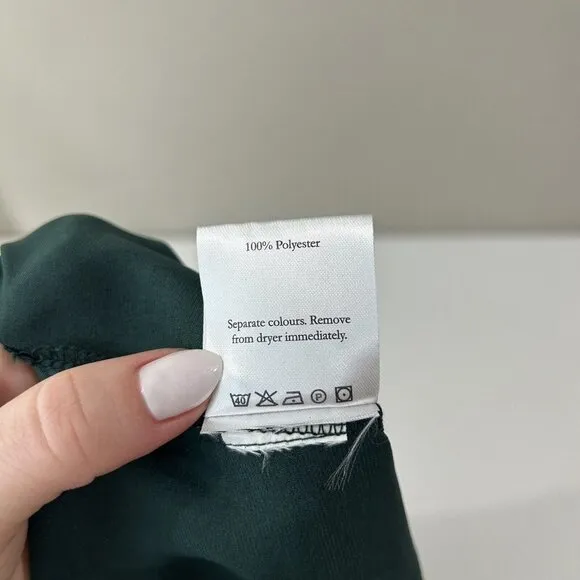 100% Polyester
Separate colours. Remove
from dryer immediately.
40 P